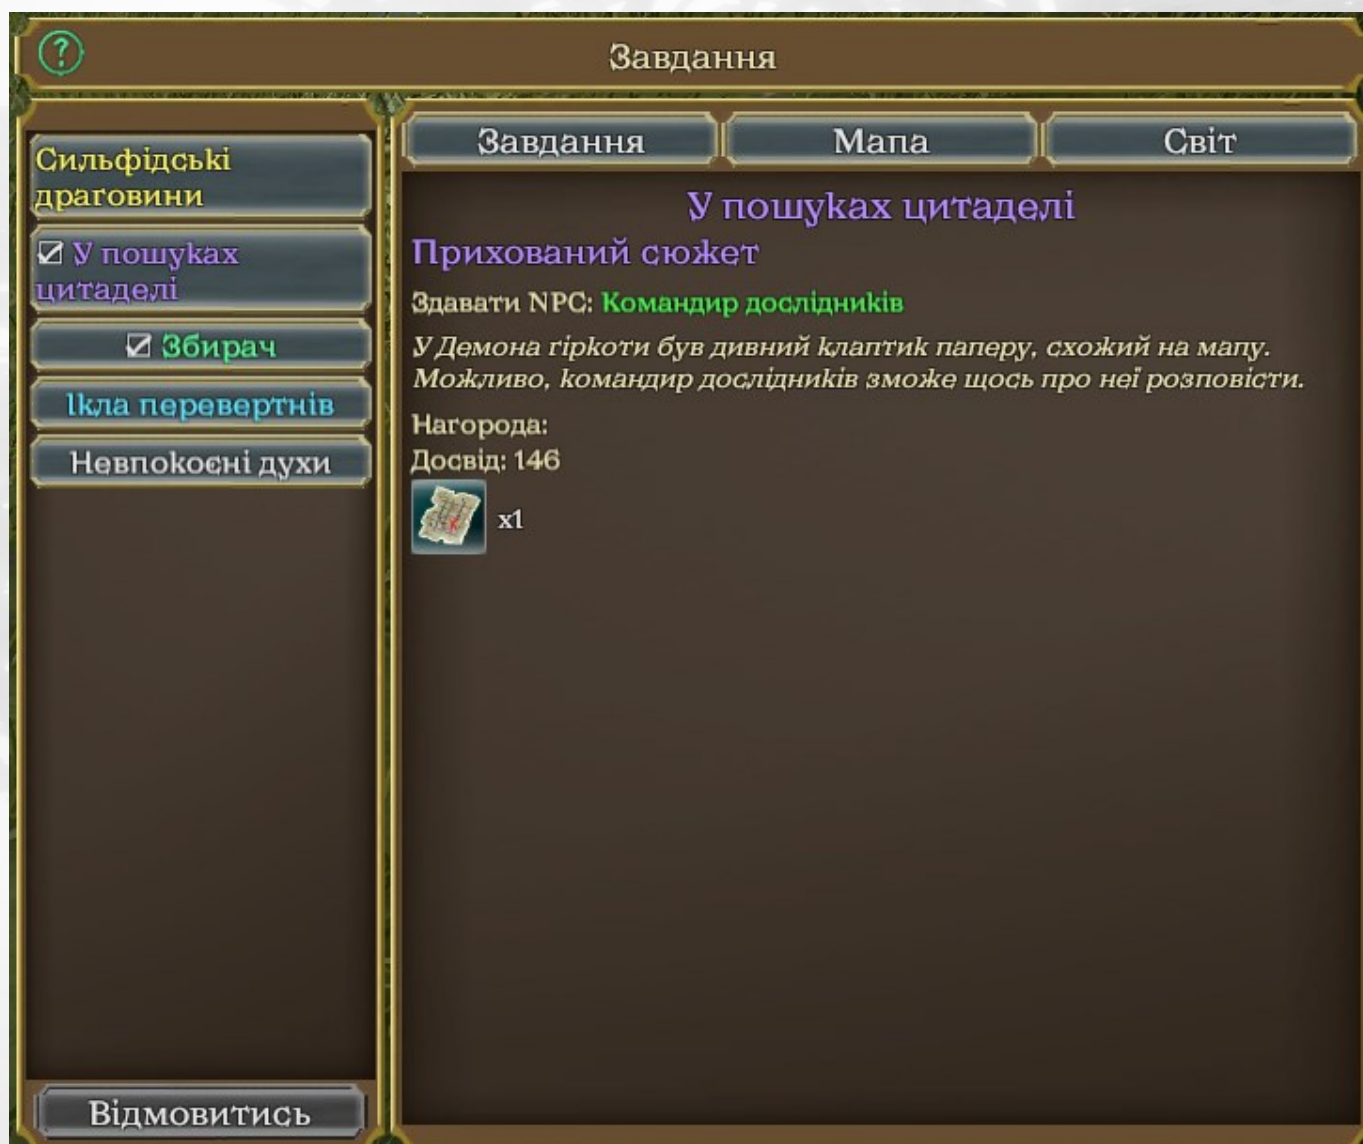 ?
Завдання
Сильфідські
драговини
У пошуках
цитаделі
Збирач
Ікла перевертнів
Невпокоєні духи
Відмовитись
Завдання
Мапа
Світ
У пошуках цитаделі
Прихований сюжет
Здавати NPC: Командир дослідників
У Демона гіркоти був дивний клаптик паперу, схожий на мапу.
Можливо, командир дослідників зможе щось про неї розповісти.
Нагорода:
Досвід: 146
x1